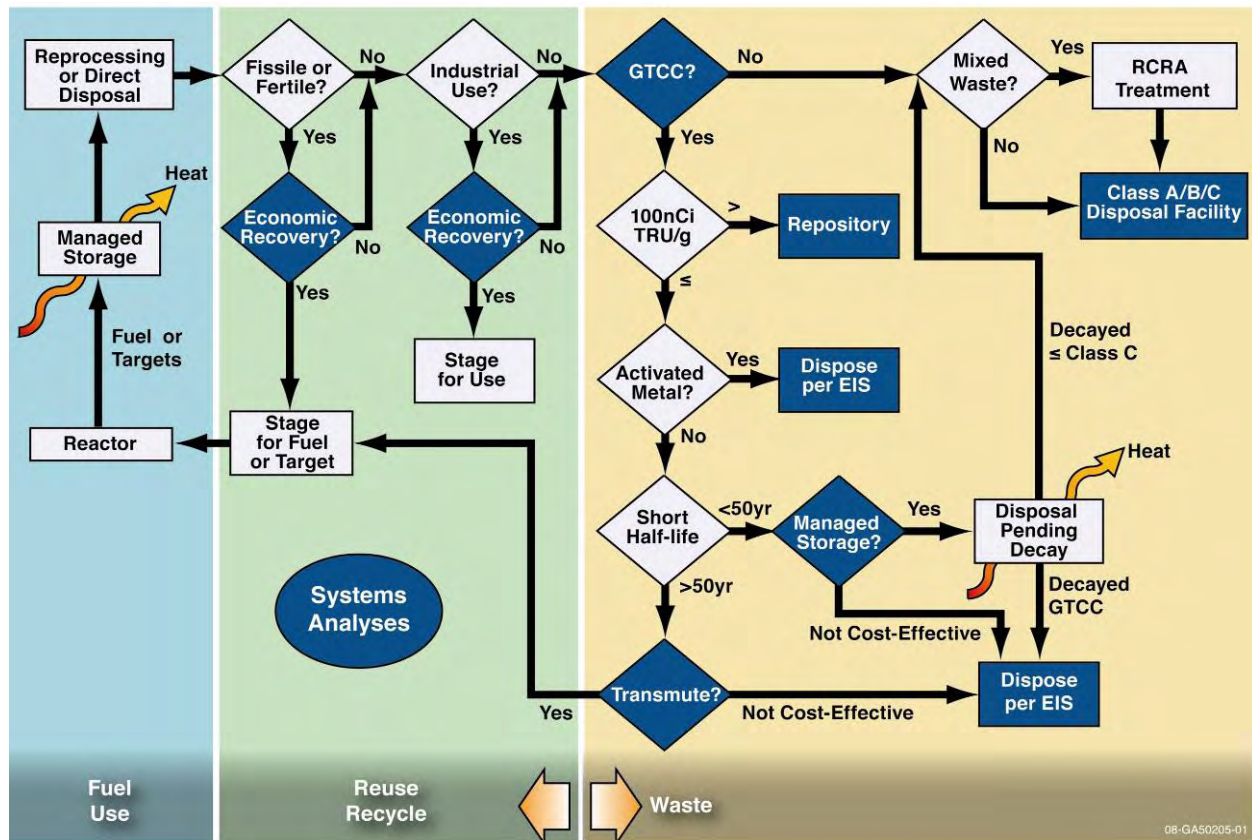 Reprocessing
or Direct
Disposal
Heat
Managed
Storage
Fuel or
Targets
Reactor
Fissile or
Fertile?
No
Yes
Economic
Recovery?
No
Yes
Stage
for Fuel
or Target
Industrial
Use?
No
Yes
Economic
Recovery?
No
Yes
Stage
for Use
Systems
Analyses
GTCC?
No
Yes
100nCi
TRU/g
>
Repository
≤
Activated
Metal?
Yes
Dispose
per EIS
No
Short
Half-life
<50yr
Managed
Storage?
Yes
Disposal
Pending
Decay
Heat
>50yr
Transmute?
Yes
Not Cost-Effective
Not Cost-Effective
Decayed
GTCC
Dispose
per EIS
Decayed
≤ Class C
Mixed
Waste?
Yes
RCRA
Treatment
No
Class A/B/C
Disposal Facility
Fuel
Use
Reuse
Recycle
Waste
08-GA50205-01